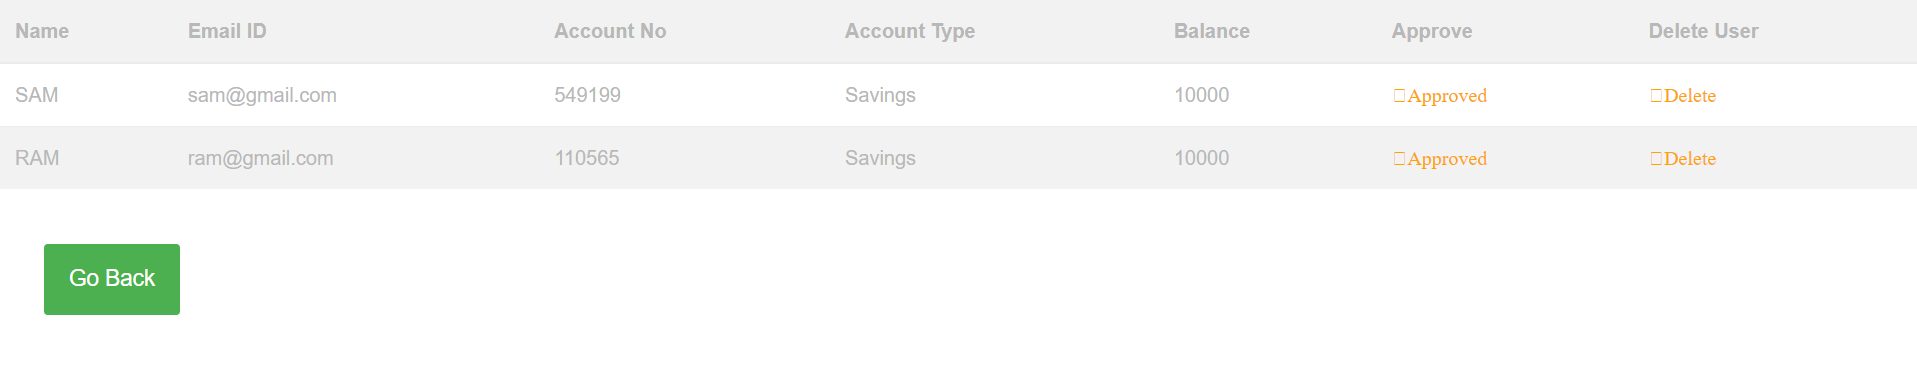 Name Email ID Account No Account Type Balance Approve Delete User
SAM sam@gmail.com 549199 Savings 10000 Approved Delete
RAM ram@gmail.com 110565 Savings 10000 Approved Delete
Go Back